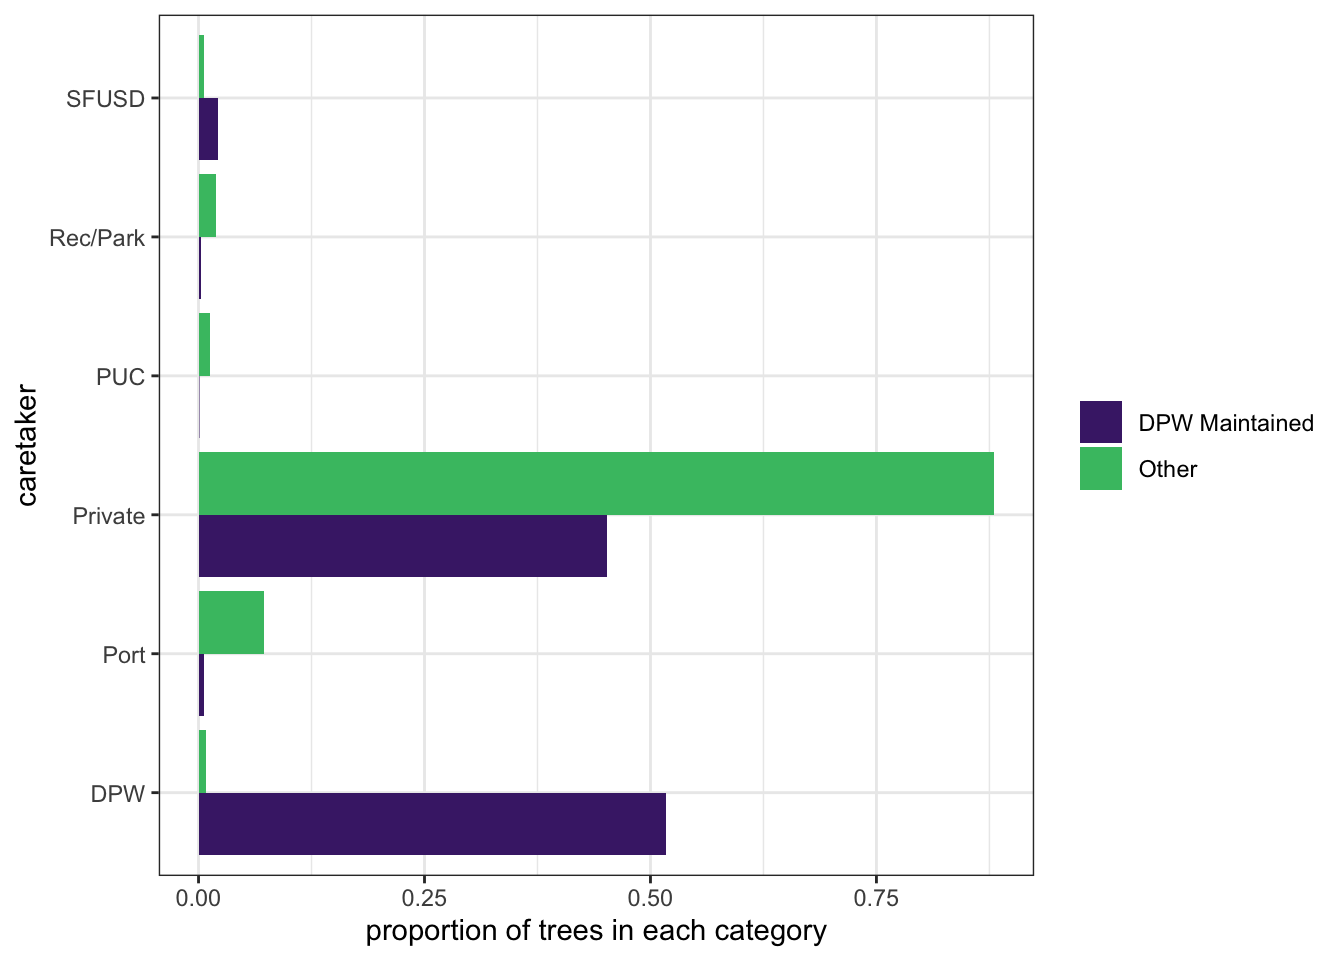 SFUSD
Rec/Park
PUC
Private
Port
DPW
caretaker
0.00 0.25 0.50 0.75
proportion of trees in each category
DPW Maintained
Other